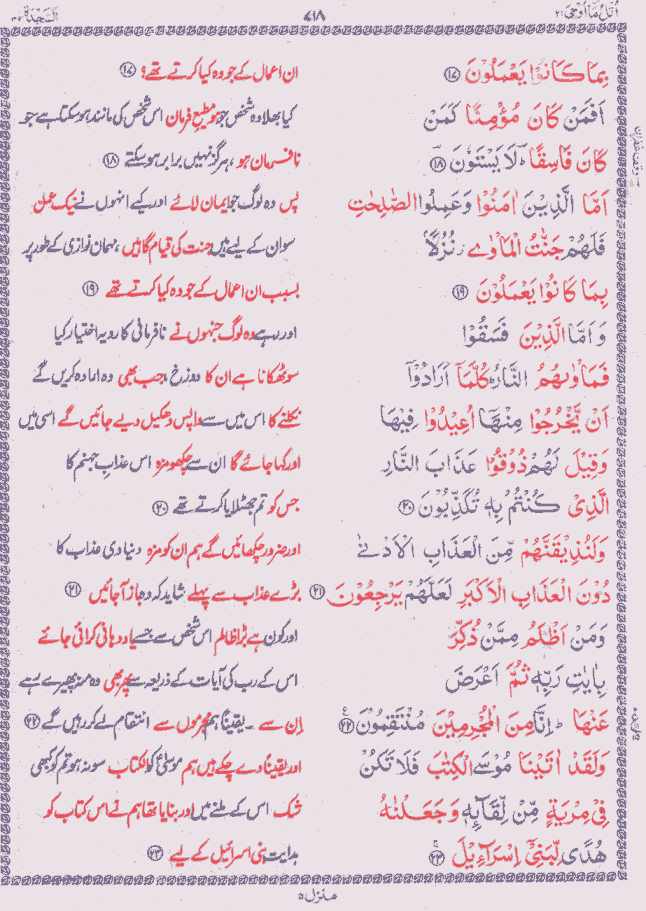 اُتْلُ مَا اُوْحِیَ ۲۱ ۷۱۸ السَّجْدَۃ ۳۲
بِمَا كَانُوْا يَعْمَلُوْنَ ۝۱۷ ان اعمال کے جو وہ کیا کرتے تھے؟ ۝۱۷
اَفَمَنْ كَانَ مُؤْمِنًا كَمَنْ کیا بھلا وہ شخص جو ہو مطیع فرمان اس شخص کی مانند ہو سکتا ہے جو
كَانَ فَاسِقًا ؕ لَا يَسْتَوٗنَ ۝۱۸ نافرمان ہو، ہرگز نہیں برابر ہو سکتے ۝۱۸
اَمَّا الَّذِيْنَ اٰمَنُوْا وَعَمِلُوا الصّٰلِحٰتِ پس وہ لوگ جو ایمان لائے اور کیے انہوں نے نیک عمل
فَلَهُمْ جَنّٰتُ الْمَاْوٰى ؗ نُزُلًاۢ سو ان کے لیے ہیں جنت کی قیام گاہیں، مہمان نوازی کے طور پر
بِمَا كَانُوْا يَعْمَلُوْنَ ۝۱۹ بسبب ان اعمال کے جو وہ کیا کرتے تھے ۝۱۹
وَاَمَّا الَّذِيْنَ فَسَقُوْا اور رہے وہ لوگ جنہوں نے نافرمانی کا رویہ اختیار کیا
فَمَاْوٰىهُمُ النَّارُ ؕ كُلَّمَاۤ اَرَادُوْۤا سو ٹھکانا ہے ان کا دوزخ، جب بھی وہ ارادہ کریں گے
اَنْ يَّخْرُجُوْا مِنْهَاۤ اُعِيْدُوْا فِيْهَا نکلنے کا اس میں سے واپس دھکیل دیے جائیں گے اسی میں
وَقِيْلَ لَهُمْ ذُوْقُوْا عَذَابَ النَّارِ اور کہا جائے گا ان سے چکھو مزہ اس عذاب جہنم کا
الَّذِيْ كُنْتُمْ بِهٖ تُكَذِّبُوْنَ ۝۲۰ جس کو تم جھٹلایا کرتے تھے ۝۲۰
وَلَنُذِيْقَنَّهُمْ مِّنَ الْعَذَابِ الْاَدْنٰى اور ضرور چکھائیں گے ہم ان کو مزہ دنیاوی عذاب کا
دُوْنَ الْعَذَابِ الْاَكْبَرِ لَعَلَّهُمْ يَرْجِعُوْنَ ۝۲۱ بڑے عذاب سے پہلے شاید کہ وہ باز آ جائیں ۝۲۱
وَمَنْ اَظْلَمُ مِمَّنْ ذُكِّرَ اور کون ہے بڑا ظالم اس شخص سے جسے یاد دہانی کرائی جائے
بِاٰيٰتِ رَبِّهٖ ثُمَّ اَعْرَضَ اس کے رب کی آیات کے ذریعہ سے پھر بھی وہ منہ پھیرے رہے
عَنْهَا ؕ اِنَّا مِنَ الْمُجْرِمِيْنَ مُنْتَقِمُوْنَ ۝۲۲ ان سے ۔ یقیناً ہم مجرموں سے انتقام لے کر رہیں گے ۝۲۲
وَلَقَدْ اٰتَيْنَا مُوْسَى الْكِتٰبَ فَلَا تَكُنْ اور یقیناً دے چکے ہیں ہم موسیٰ کو الکتاب سو نہ ہو تم کو کبھی
فِيْ مِرْيَةٍ مِّنْ لِّقَآئِهٖ وَجَعَلْنٰهُ شک اس کے ملنے میں اور بنایا تھا ہم نے اس کتاب کو
هُدًى لِّبَنِيْۤ اِسْرَآءِيْلَ ۝۲۳ ہدایت بنی اسرائیل کے لیے ۝۲۳
منزل ۵